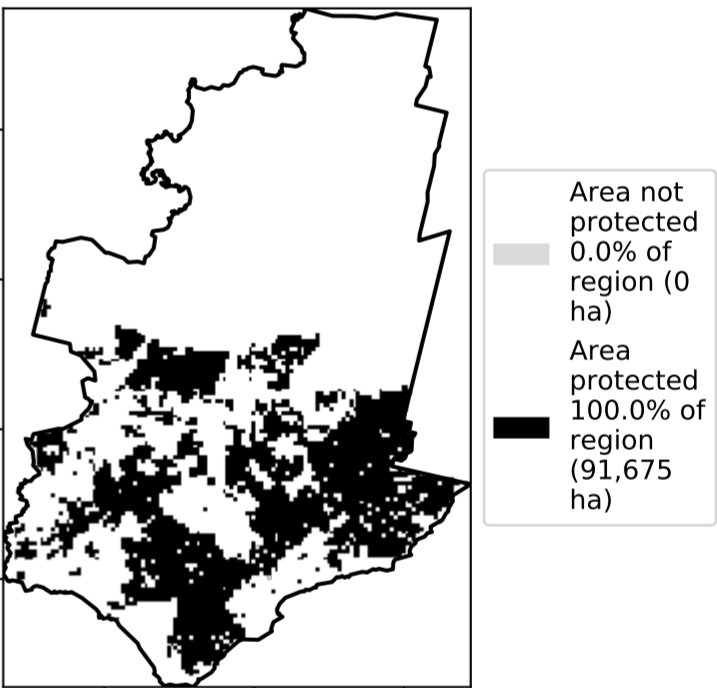 Area not
protected
0.0% of
region (0
ha)
Area
protected
100.0% of
region
(91,675
ha)